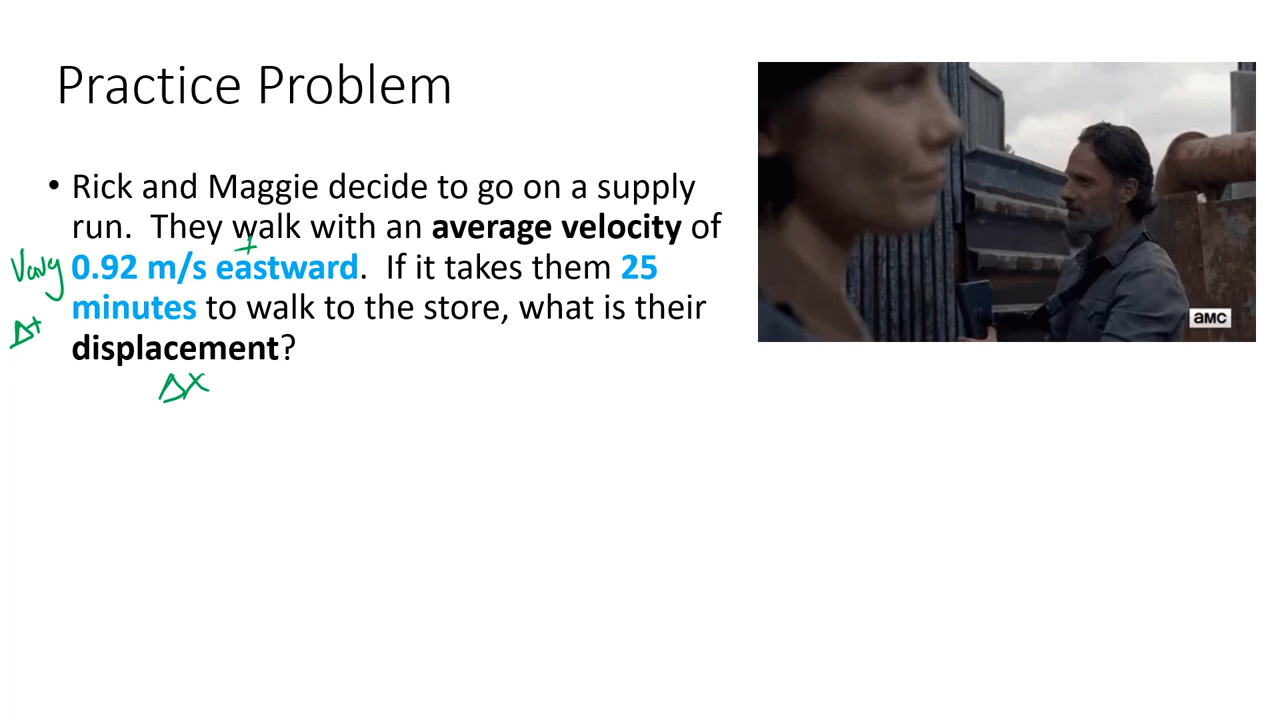 Practice Problem
• Rick and Maggie decide to go on a supply
run. They walk with an average velocity of
+
Vavg 0.92 m/s eastward. If it takes them 25
minutes to walk to the store, what is their
Δt
displacement?
Δx
amc